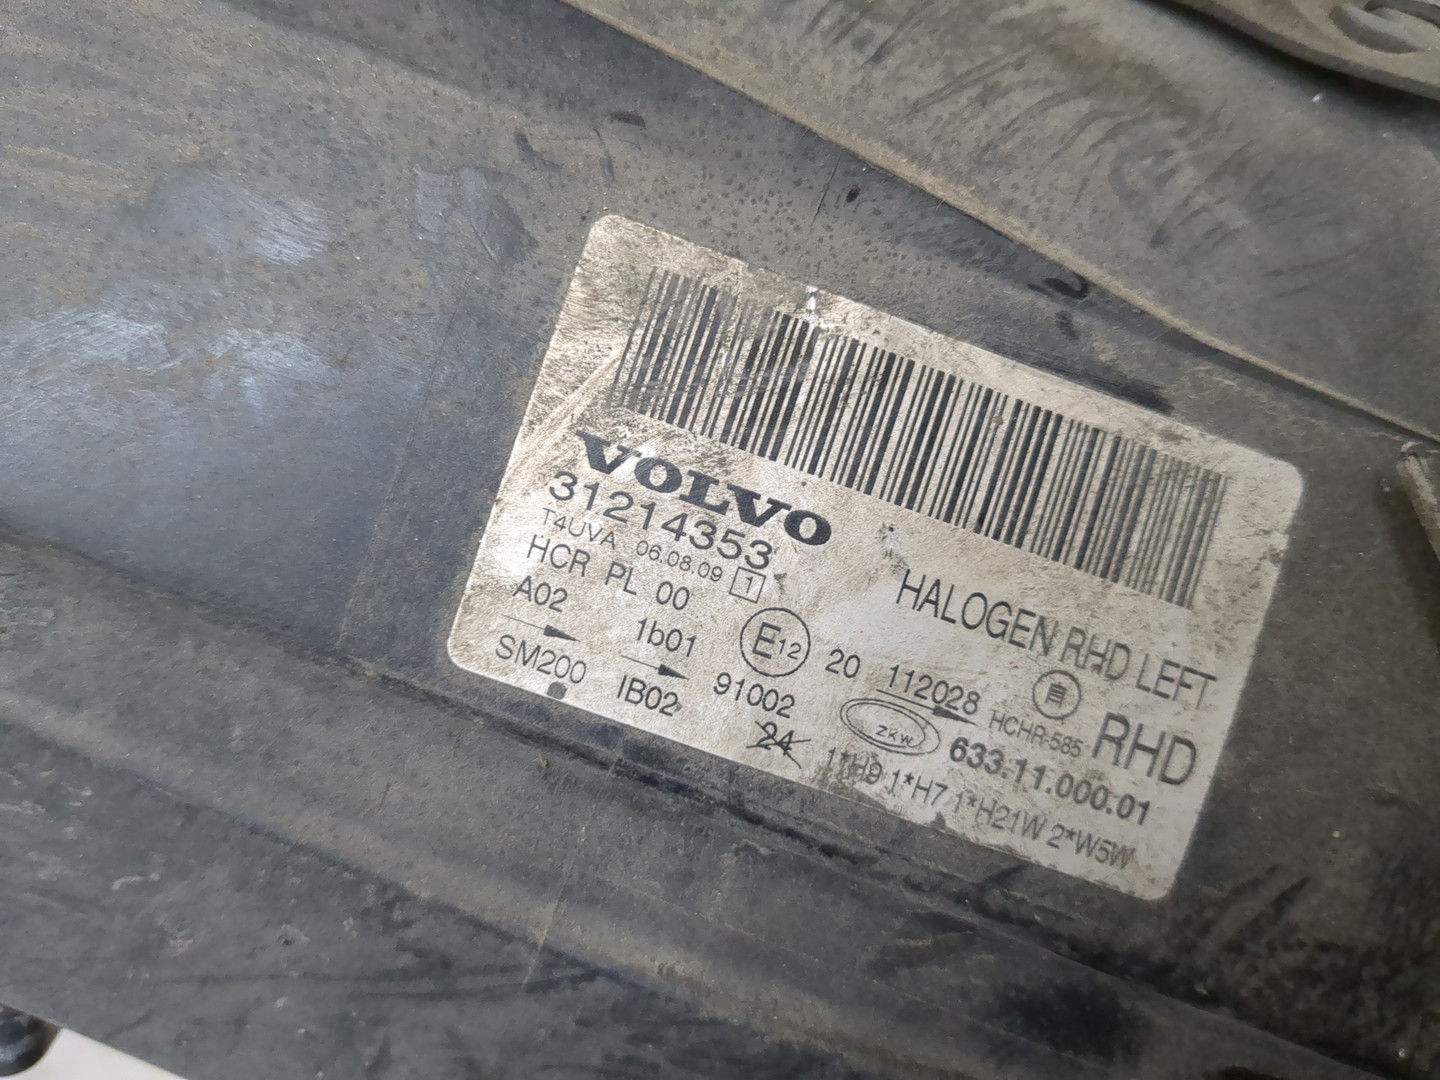 VOLVO
31214353
T4UVA 06.08.09 1
HCR PL 00
A02 1b01 E12 20 112028
SM200 IB02 91002
24
HALOGEN RHD LEFT
自
HCHR-585 RHD
ZKW 633.11.000.01
1*H9 1*H7 1*H21W 2*W5W